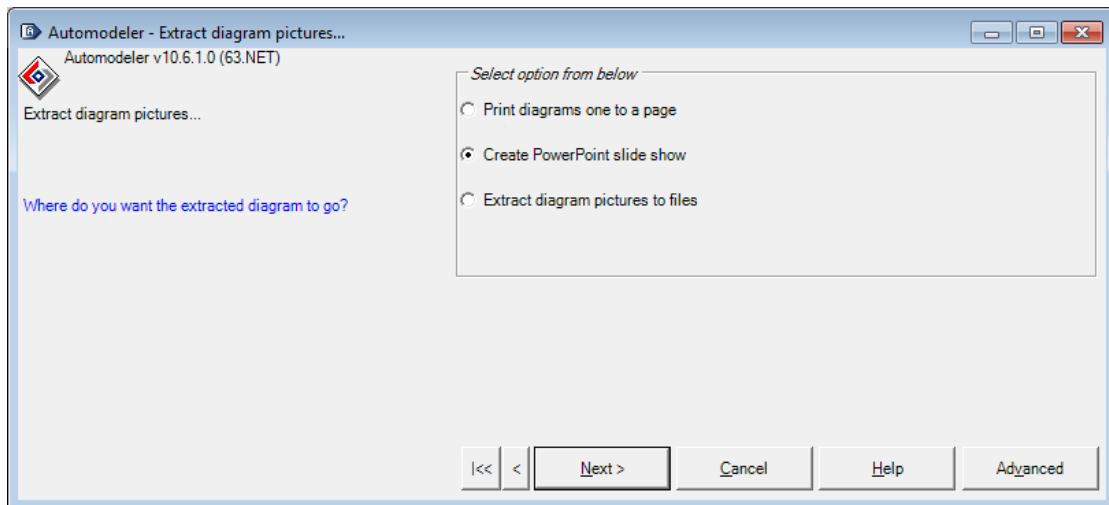 Automodeler - Extract diagram pictures...
Automodeler v10.6.1.0 (63.NET)
Extract diagram pictures...
Where do you want the extracted diagram to go?
Select option from below
Print diagrams one to a page
Create PowerPoint slide show
Extract diagram pictures to files
|<< < Next > Cancel Help Advanced